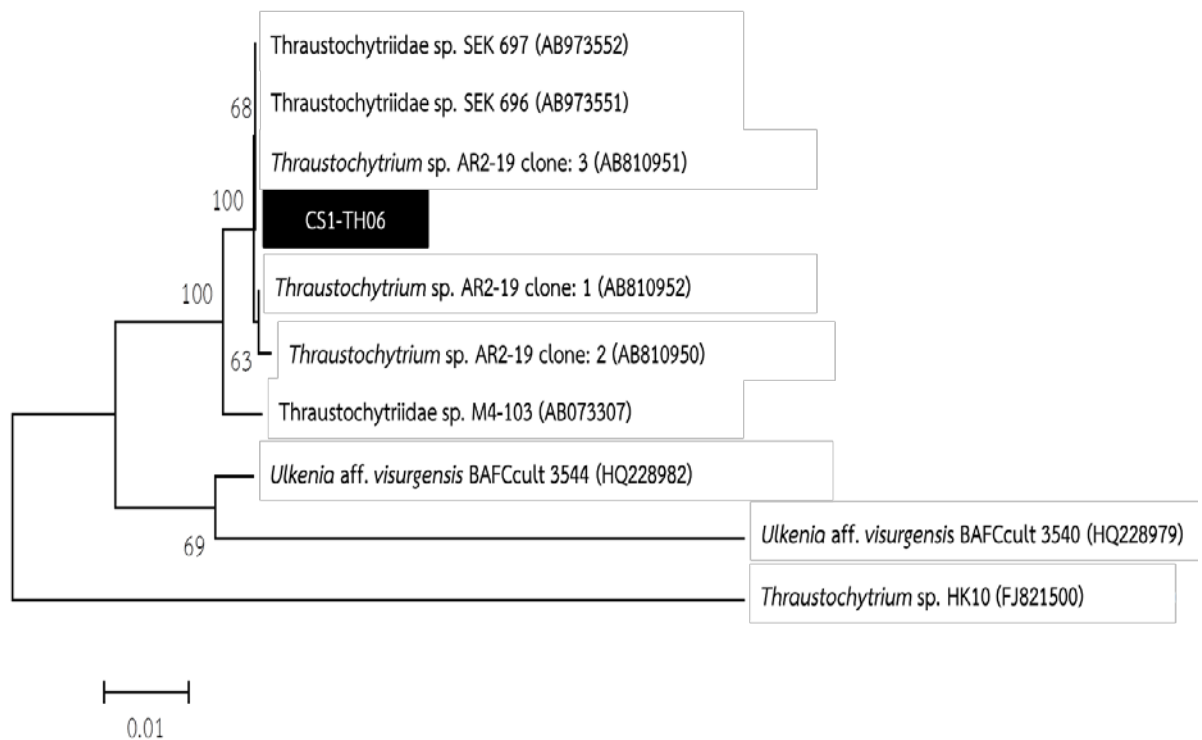 Thraustochytriidae sp. SEK 697 (AB973552)
68
Thraustochytriidae sp. SEK 696 (AB973551)
Thraustochytrium sp. AR2-19 clone: 3 (AB810951)
100
CS1-TH06
100
Thraustochytrium sp. AR2-19 clone: 1 (AB810952)
63
Thraustochytrium sp. AR2-19 clone: 2 (AB810950)
Thraustochytriidae sp. M4-103 (AB073307)
Ulkenia aff. visurgensis BAFCcult 3544 (HQ228982)
69
Ulkenia aff. visurgensis BAFCcult 3540 (HQ228979)
Thraustochytrium sp. HK10 (FJ821500)
0.01